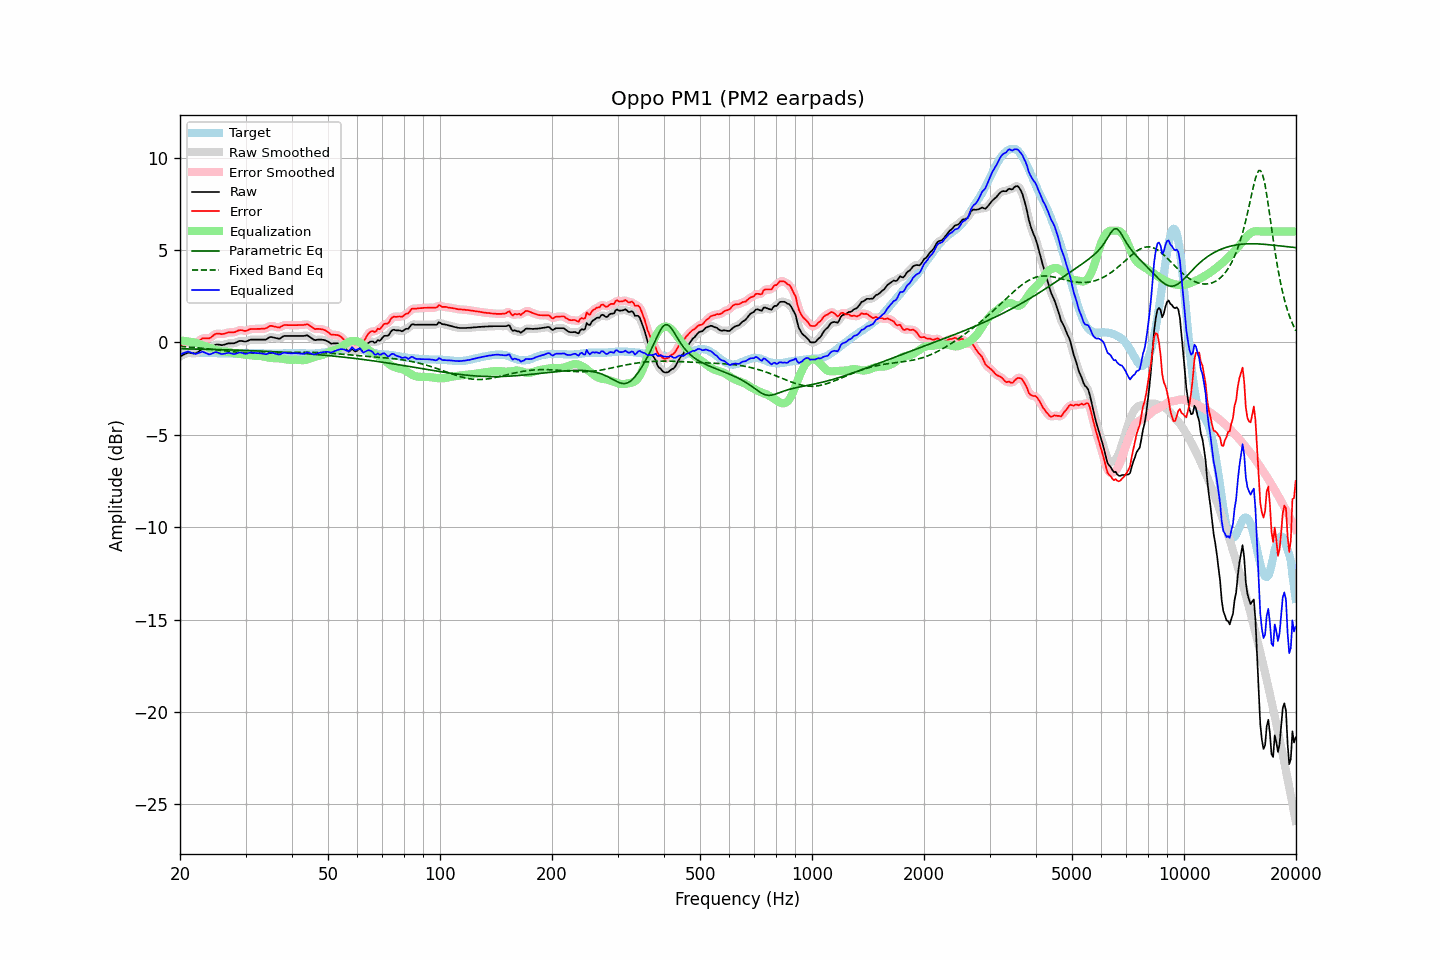 Oppo PM1 (PM2 earpads)
Target
Raw Smoothed
Error Smoothed
Raw
Error
Equalization
Parametric Eq
Fixed Band Eq
Equalized
10
5
0
−5
−10
−15
−20
−25
Amplitude (dBr)
20 50 100 200 500 1000 2000 5000 10000 20000
Frequency (Hz)